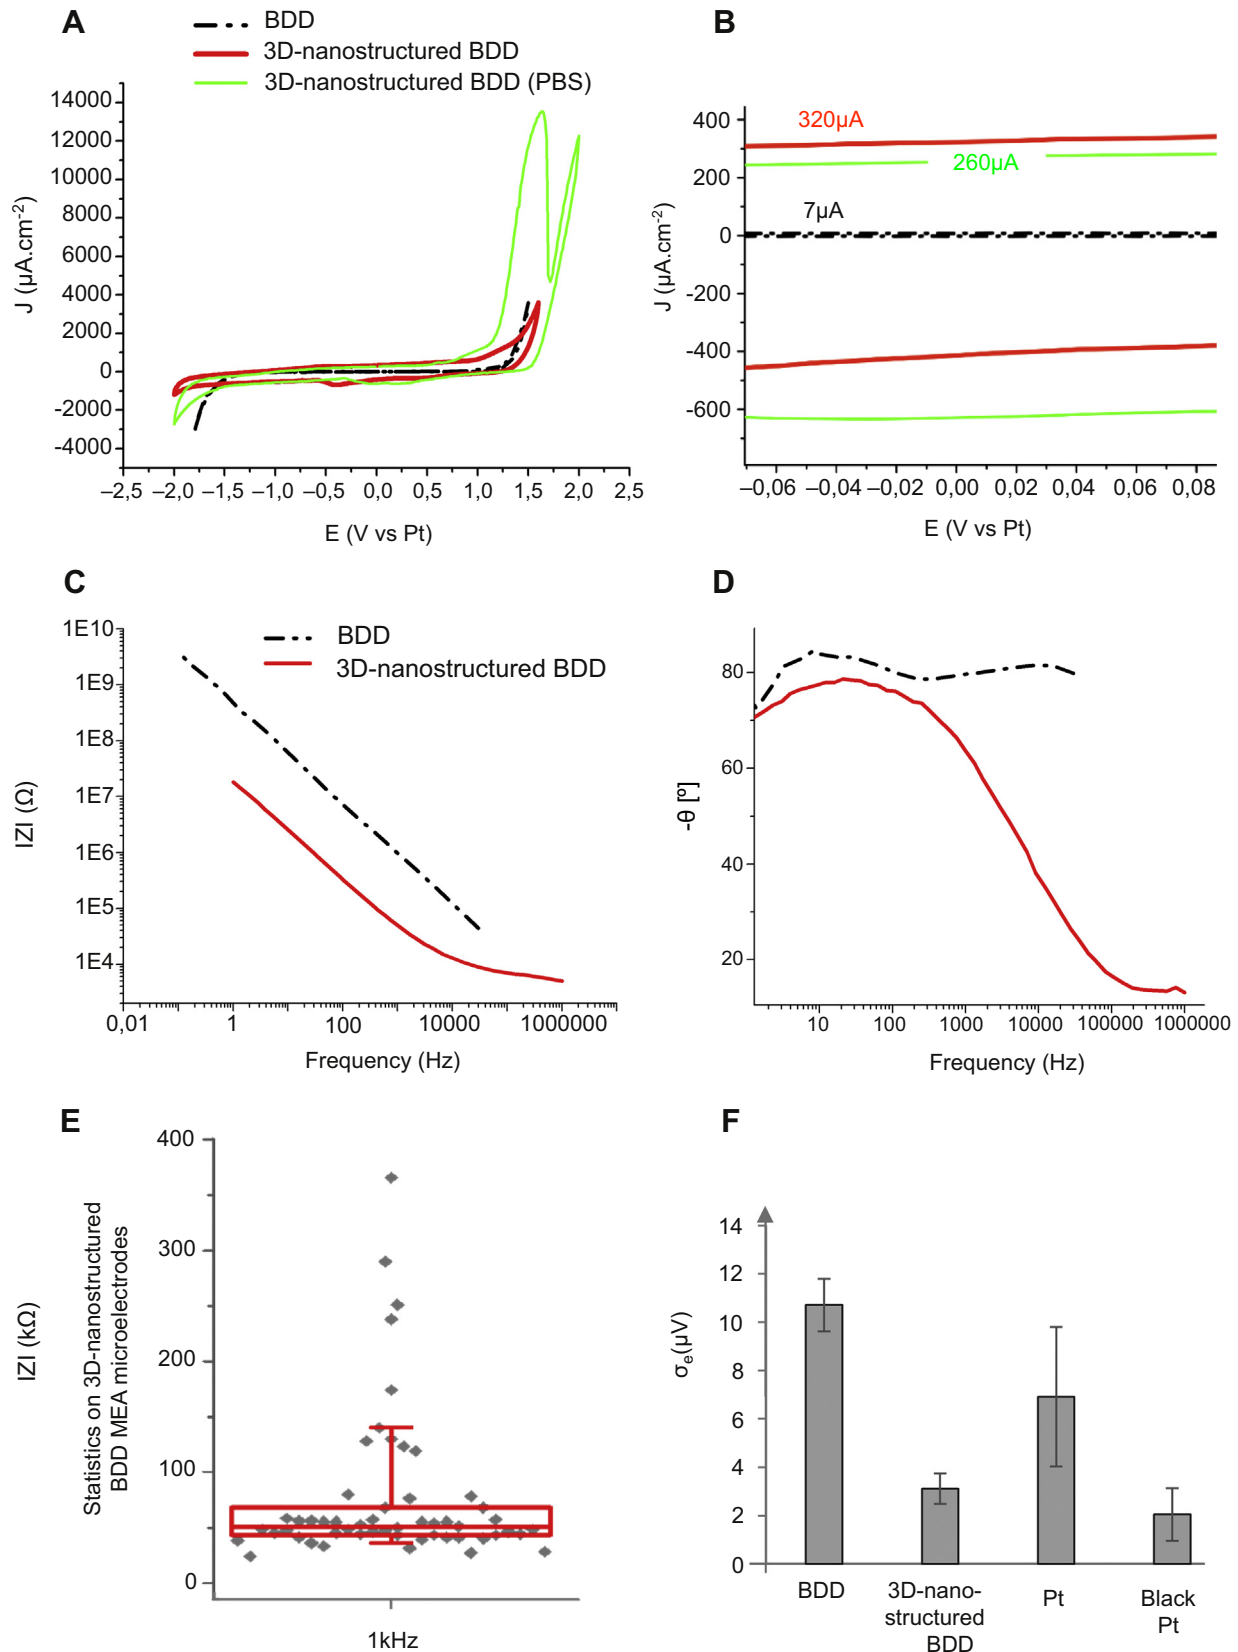 A
BDD
3D-nanostructured BDD
3D-nanostructured BDD (PBS)
14000
12000
10000
8000
6000
4000
2000
0
-2000
-4000
J (µA.cm-2)
–2,5 –2,0 –1,5 –1,0 –0,5 0,0 0,5 1,0 1,5 2,0 2,5
E (V vs Pt)
B
400
200
0
-200
-400
-600
J (µA.cm-2)
320µA
260µA
7µA
–0,06 –0,04 –0,02 0,00 0,02 0,04 0,06 0,08
E (V vs Pt)
C
BDD
3D-nanostructured BDD
1E10
1E9
1E8
1E7
1E6
1E5
1E4
IZI (Ω)
0,01 1 100 10000 1000000
Frequency (Hz)
D
80
60
40
20
-θ [º]
10 100 1000 10000 100000 1000000
Frequency (Hz)
E
400
300
200
100
0
IZI (kΩ)
Statistics on 3D-nanostructured
BDD MEA microelectrodes
1kHz
F
14
12
10
8
6
4
2
0
σe(µV)
BDD
3D-nano-
structured
BDD
Pt
Black
Pt